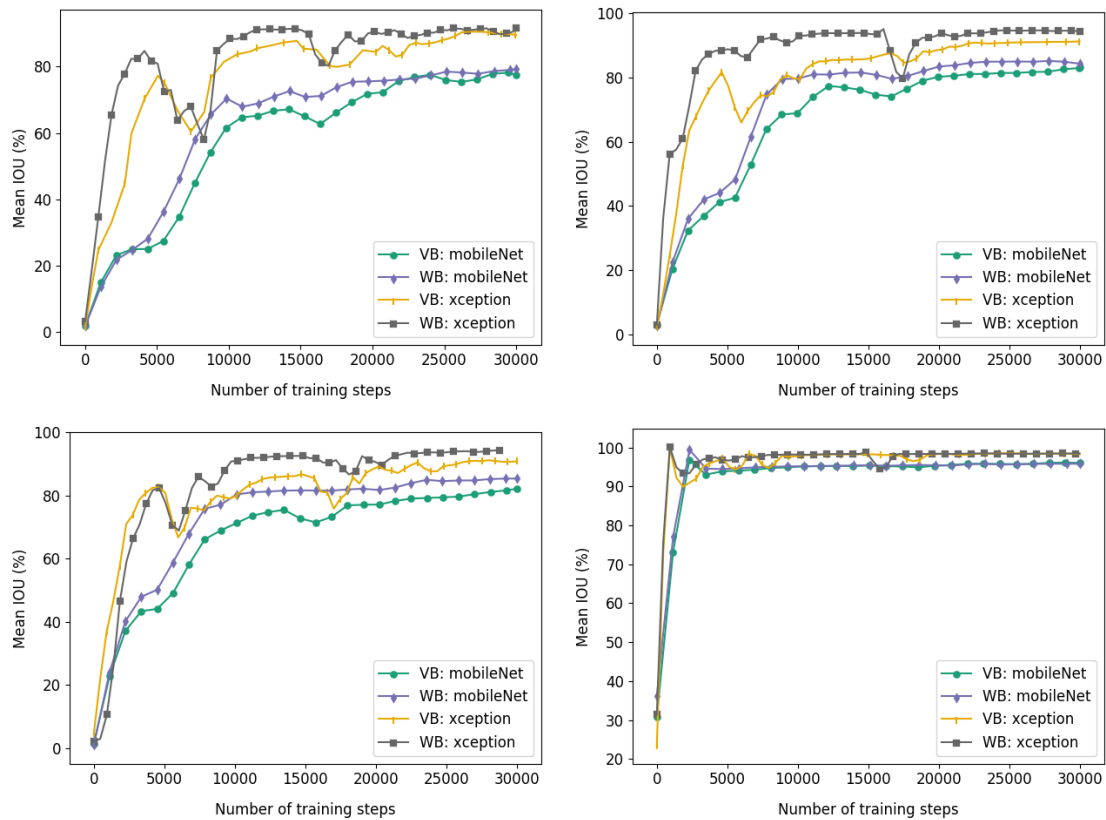 80
60
40
20
0
Mean IOU (%)
VB: mobileNet
WB: mobileNet
VB: xception
WB: xception
0 5000 10000 15000 20000 25000 30000
Number of training steps
100
80
60
40
20
0
Mean IOU (%)
VB: mobileNet
WB: mobileNet
VB: xception
WB: xception
0 5000 10000 15000 20000 25000 30000
Number of training steps
100
80
60
40
20
0
Mean IOU (%)
VB: mobileNet
WB: mobileNet
VB: xception
WB: xception
0 5000 10000 15000 20000 25000 30000
Number of training steps
100
90
80
70
60
50
40
30
20
Mean IOU (%)
VB: mobileNet
WB: mobileNet
VB: xception
WB: xception
0 5000 10000 15000 20000 25000 30000
Number of training steps